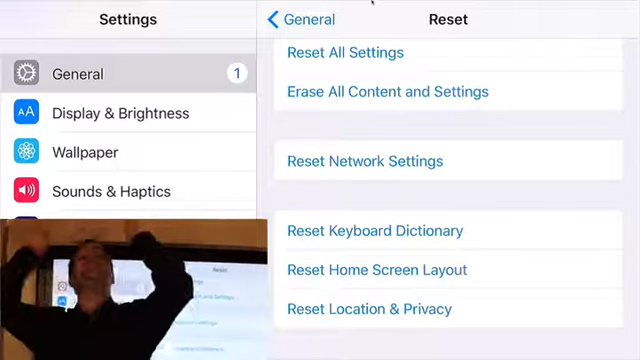 Settings
General
1
Display & Brightness
Wallpaper
Sounds & Haptics
General
Reset
Reset All Settings
Erase All Content and Settings
Reset Network Settings
Reset Keyboard Dictionary
Reset Home Screen Layout
Reset Location & Privacy
Reset